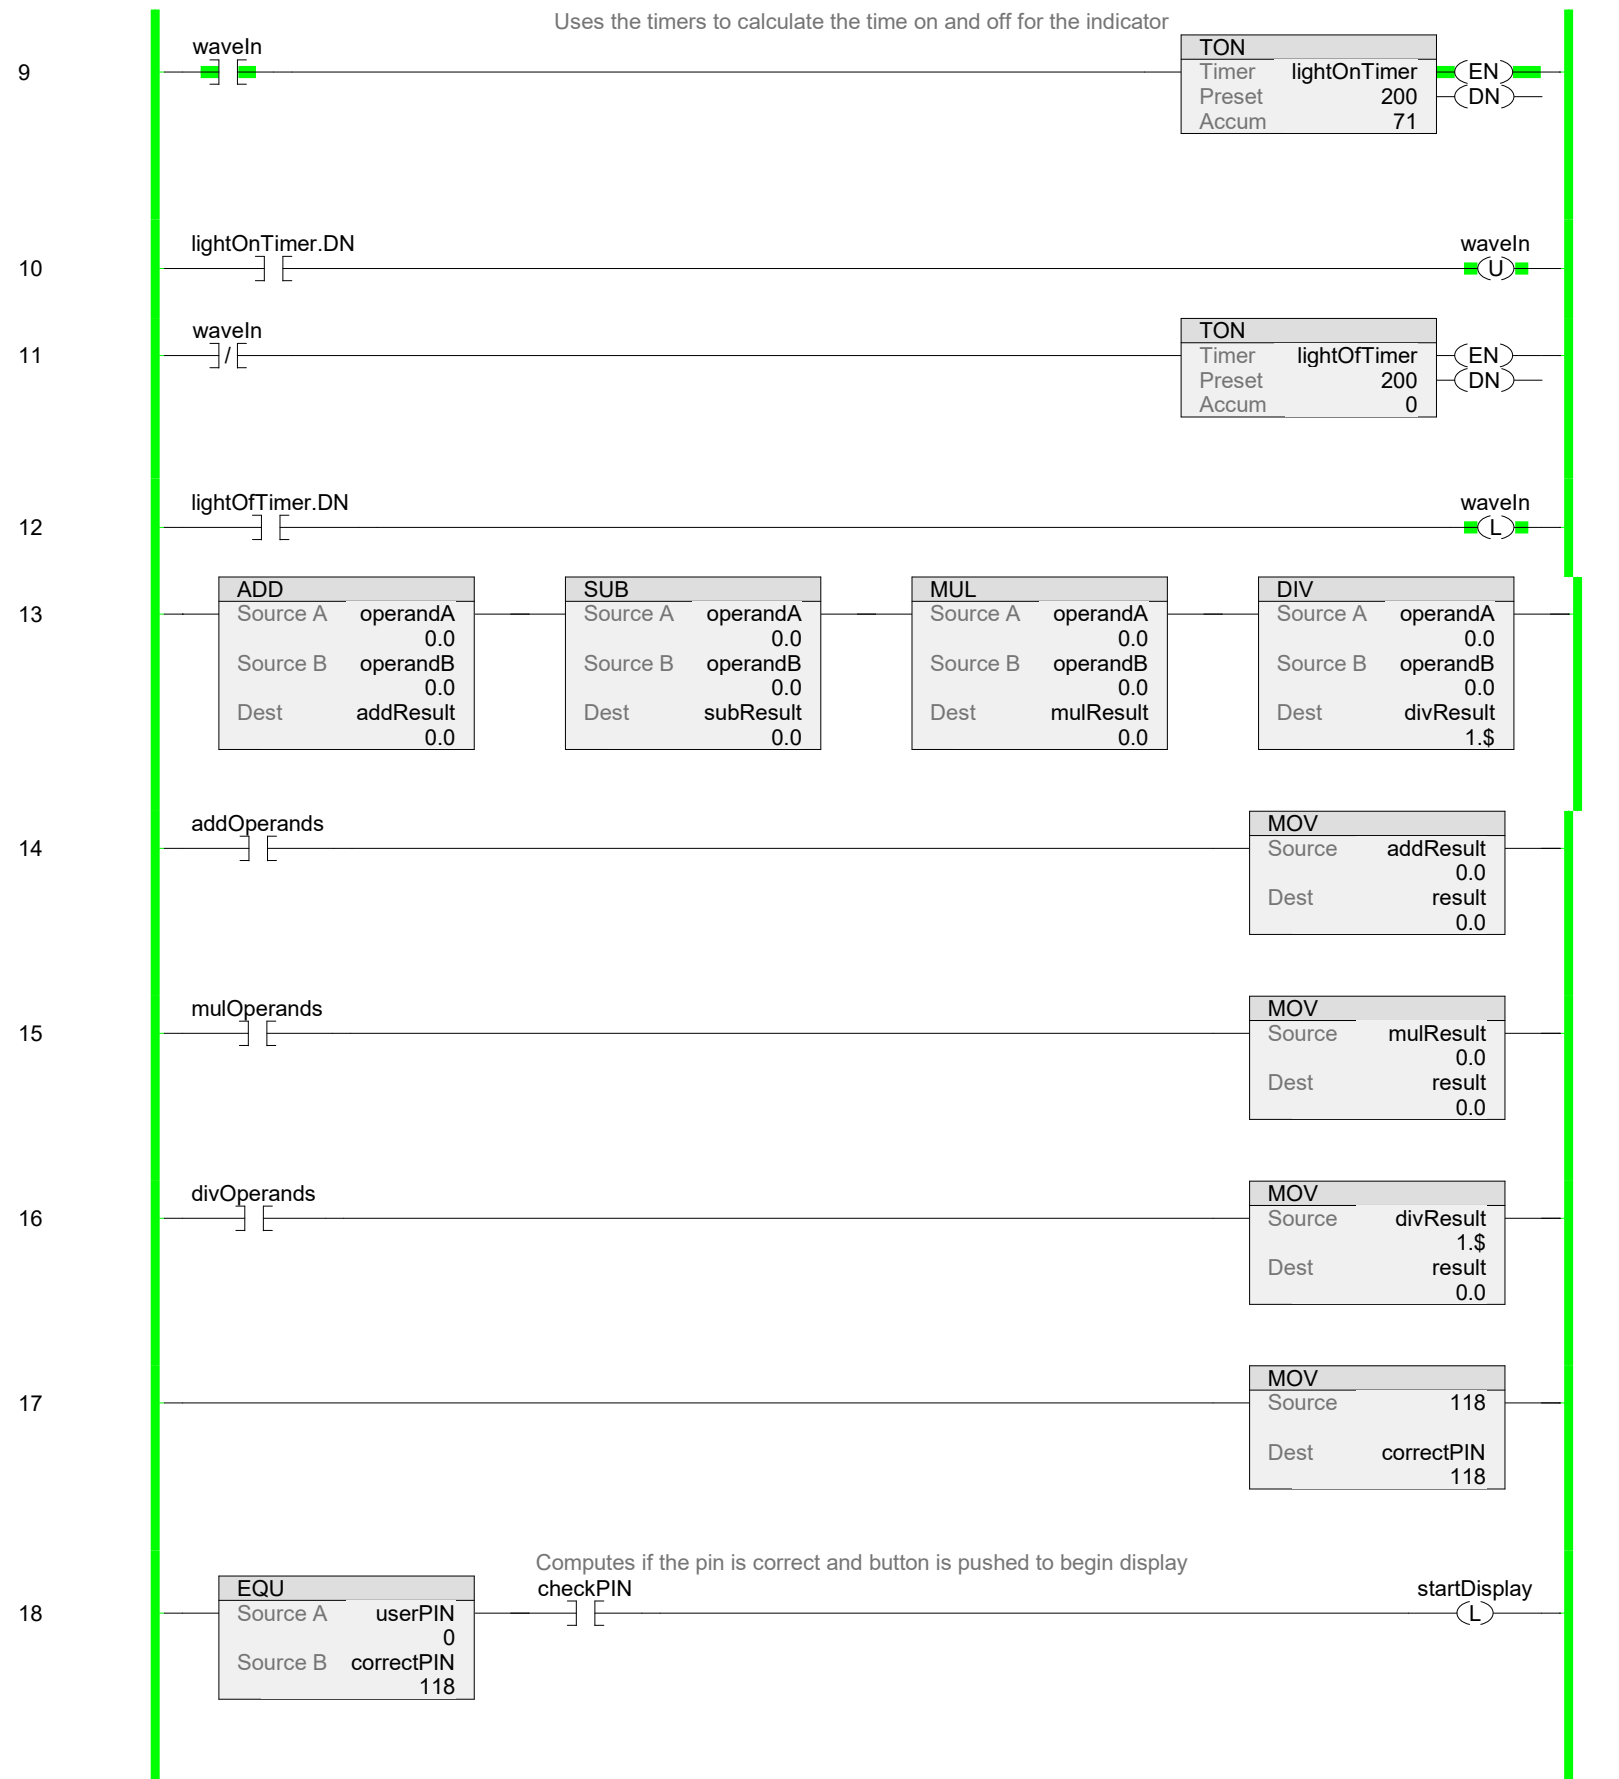 Uses the timers to calculate the time on and off for the indicator
9
waveIn
TON
Timer lightOnTimer
Preset 200
Accum 71
EN
DN
10
lightOnTimer.DN
waveIn
U
11
waveIn
/
TON
Timer lightOfTimer
Preset 200
Accum 0
EN
DN
12
lightOfTimer.DN
waveIn
L
13
ADD
Source A operandA
0.0
Source B operandB
0.0
Dest addResult
0.0
SUB
Source A operandA
0.0
Source B operandB
0.0
Dest subResult
0.0
MUL
Source A operandA
0.0
Source B operandB
0.0
Dest mulResult
0.0
DIV
Source A operandA
0.0
Source B operandB
0.0
Dest divResult
1.$
14
addOperands
MOV
Source addResult
0.0
Dest result
0.0
15
mulOperands
MOV
Source mulResult
0.0
Dest result
0.0
16
divOperands
MOV
Source divResult
1.$
Dest result
0.0
17
MOV
Source 118
Dest correctPIN
118
Computes if the pin is correct and button is pushed to begin display
18
EQU
Source A userPIN
0
Source B correctPIN
118
checkPIN
startDisplay
L